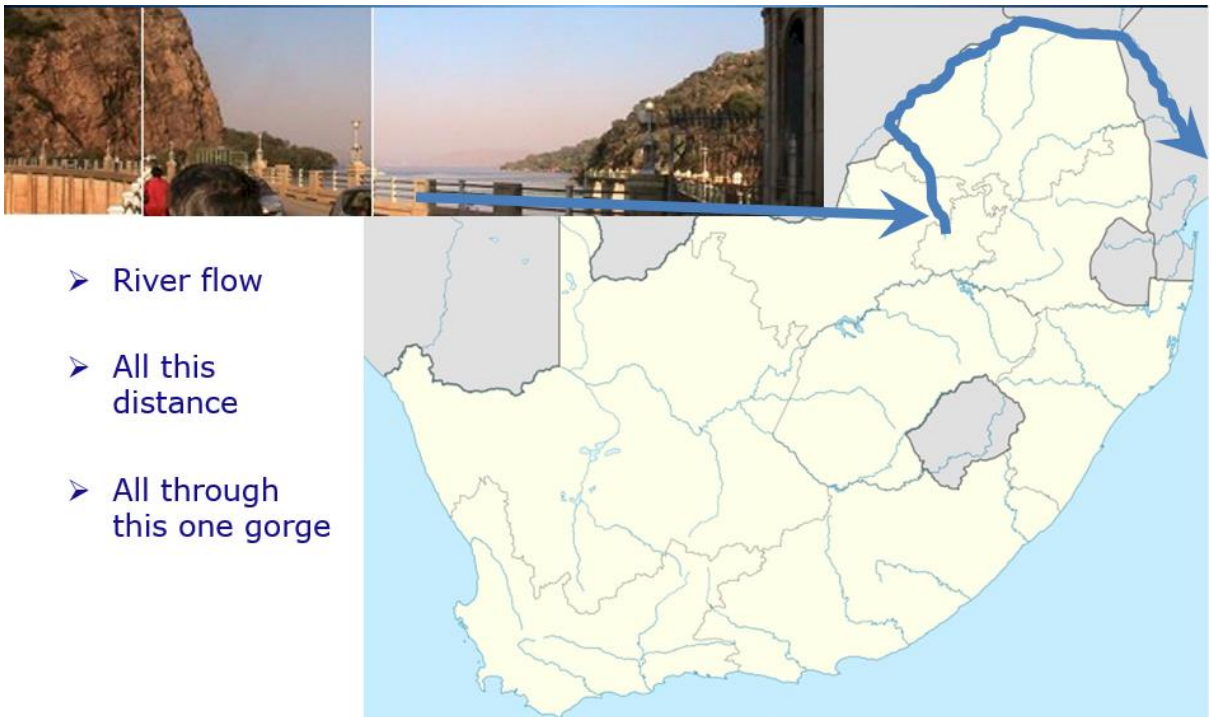 ➢ River flow
➢ All this
distance
➢ All through
this one gorge